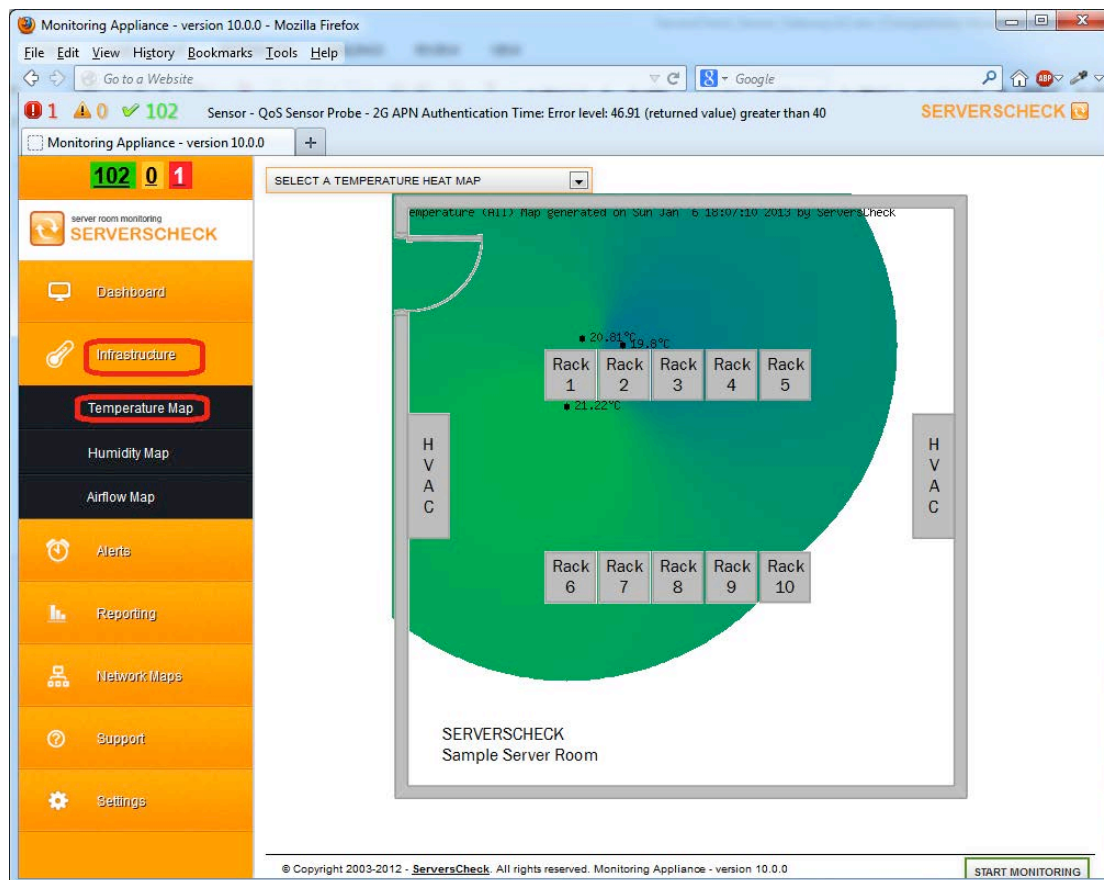 Monitoring Appliance - version 10.0.0 - Mozilla Firefox
File Edit View History Bookmarks Tools Help
Go to a Website
Google
ABP
1 0 102 Sensor - QoS Sensor Probe - 2G APN Authentication Time: Error level: 46.91 (returned value) greater than 40 SERVERSCHECK
Monitoring Appliance - version 10.0.0 +
102 0 1
server room monitoring
SERVERSCHECK
Dashboard
Infrastructure
Temperature Map
Humidity Map
Airflow Map
Alerts
Reporting
Network Maps
Support
Settings
SELECT A TEMPERATURE HEAT MAP
emperature (All) Map generated on Sun Jan 6 18:07:10 2013 by ServersCheck
20.81°C
19.8°C
Rack 1
Rack 2
Rack 3
Rack 4
Rack 5
21.22°C
HVAC
HVAC
Rack 6
Rack 7
Rack 8
Rack 9
Rack 10
SERVERSCHECK
Sample Server Room
© Copyright 2003-2012 - ServersCheck. All rights reserved. Monitoring Appliance - version 10.0.0
START MONITORING